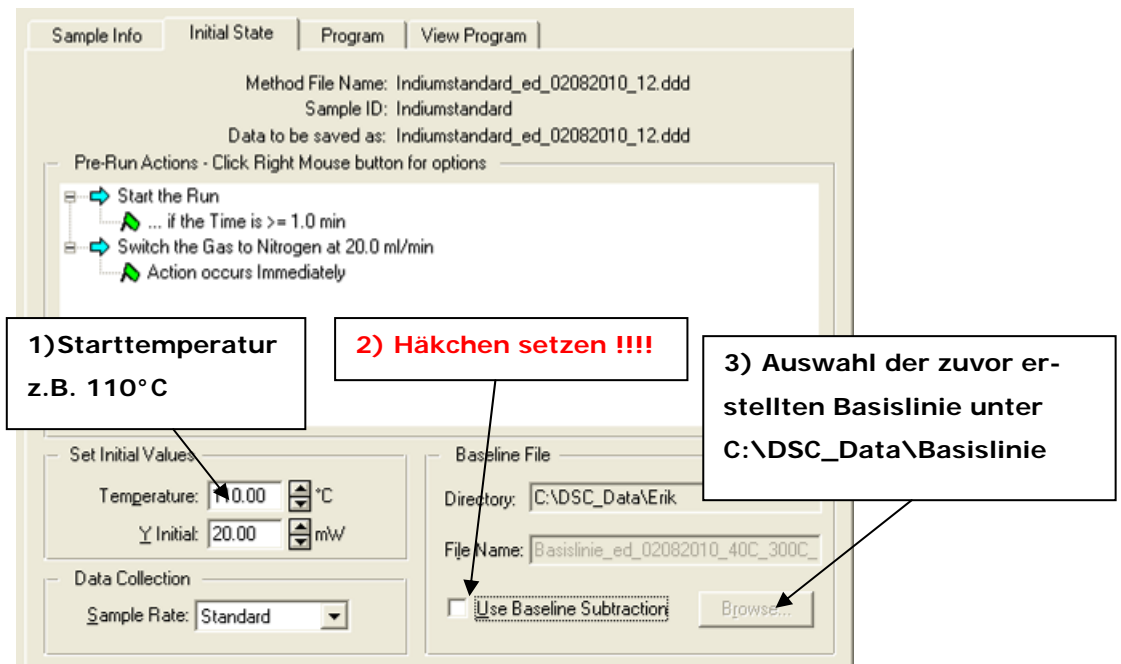 Sample Info Initial State Program View Program
Method File Name: Indiumstandard_ed_02082010_12.ddd
Sample ID: Indiumstandard
Data to be saved as: Indiumstandard_ed_02082010_12.ddd
Pre-Run Actions - Click Right Mouse button for options
Start the Run
... if the Time is >= 1.0 min
Switch the Gas to Nitrogen at 20.0 ml/min
Action occurs Immediately
1)Starttemperatur
z.B. 110°C
2) Häkchen setzen !!!!
3) Auswahl der zuvor er-
stellten Basislinie unter
C:\DSC_Data\Basislinie
Set Initial Values
Temperature: 110.00 °C
Y Initial: 20.00 mW
Data Collection
Sample Rate: Standard
Baseline File
Directory: C:\DSC_Data\Erik
File Name: Basislinie_ed_02082010_40C_300C_
Use Baseline Subtraction Browse...